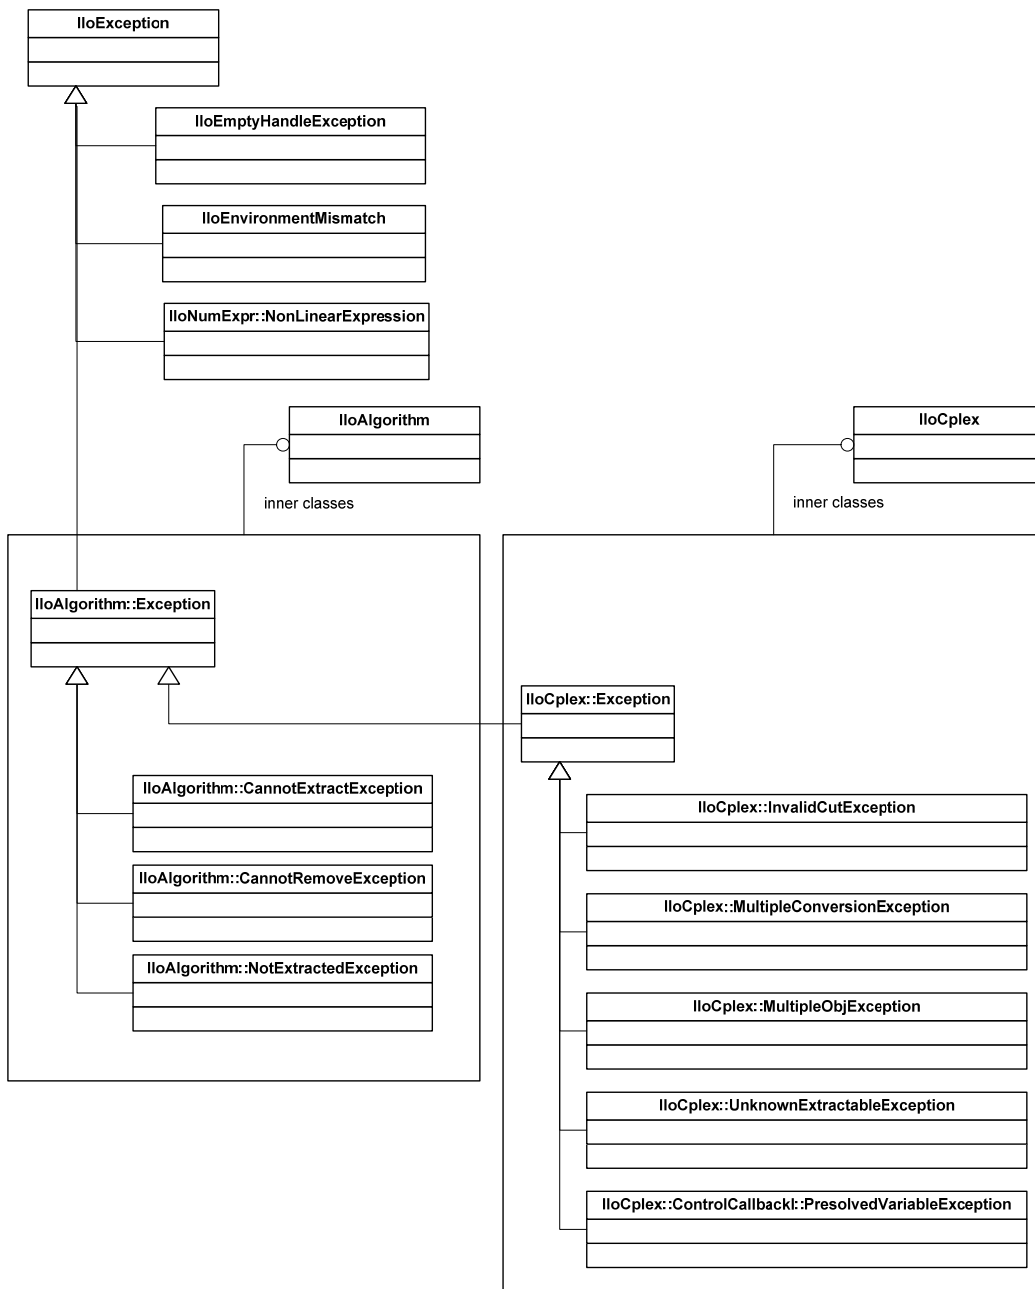 IloException
IloEmptyHandleException
IloEnvironmentMismatch
IloNumExpr::NonLinearExpression
IloAlgorithm
IloCplex
inner classes
inner classes
IloAlgorithm::Exception
IloCplex::Exception
IloAlgorithm::CannotExtractException
IloCplex::InvalidCutException
IloAlgorithm::CannotRemoveException
IloCplex::MultipleConversionException
IloAlgorithm::NotExtractedException
IloCplex::MultipleObjException
IloCplex::UnknownExtractableException
IloCplex::ControlCallbackI::PresolvedVariableException